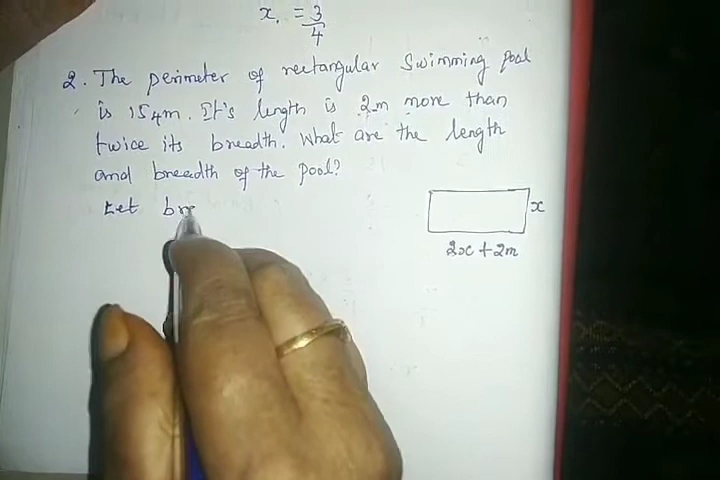 x. = 3/4
2. The perimeter of rectangular Swimming pool
is 154m. It's length is 2m more than
twice its breadth. What are the length
and breadth of the pool?
Let bre
x
2x + 2m